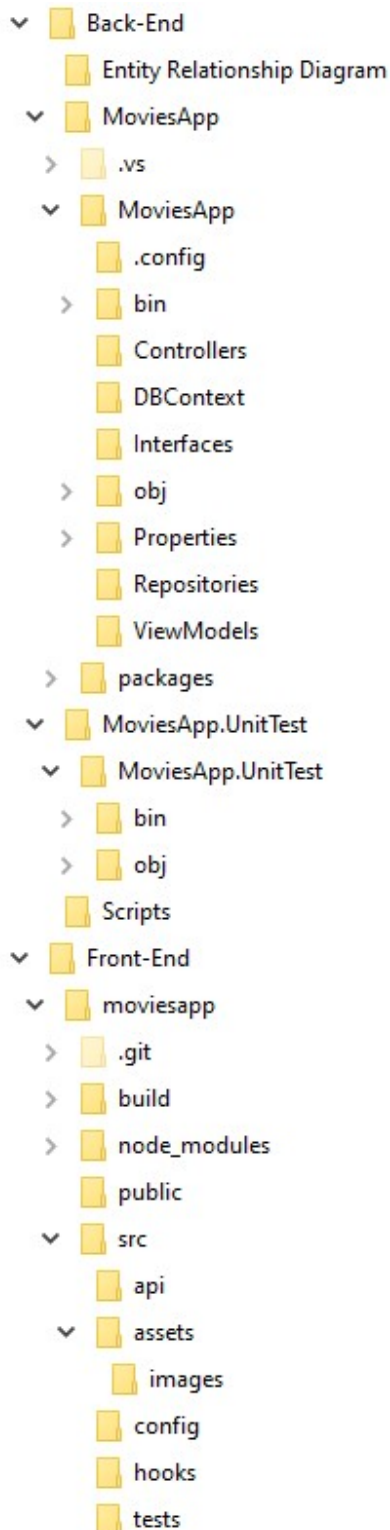 Back-End
Entity Relationship Diagram
MoviesApp
.vs
MoviesApp
.config
bin
Controllers
DBContext
Interfaces
obj
Properties
Repositories
ViewModels
packages
MoviesApp.UnitTest
MoviesApp.UnitTest
bin
obj
Scripts
Front-End
moviesapp
.git
build
node_modules
public
src
api
assets
images
config
hooks
tests